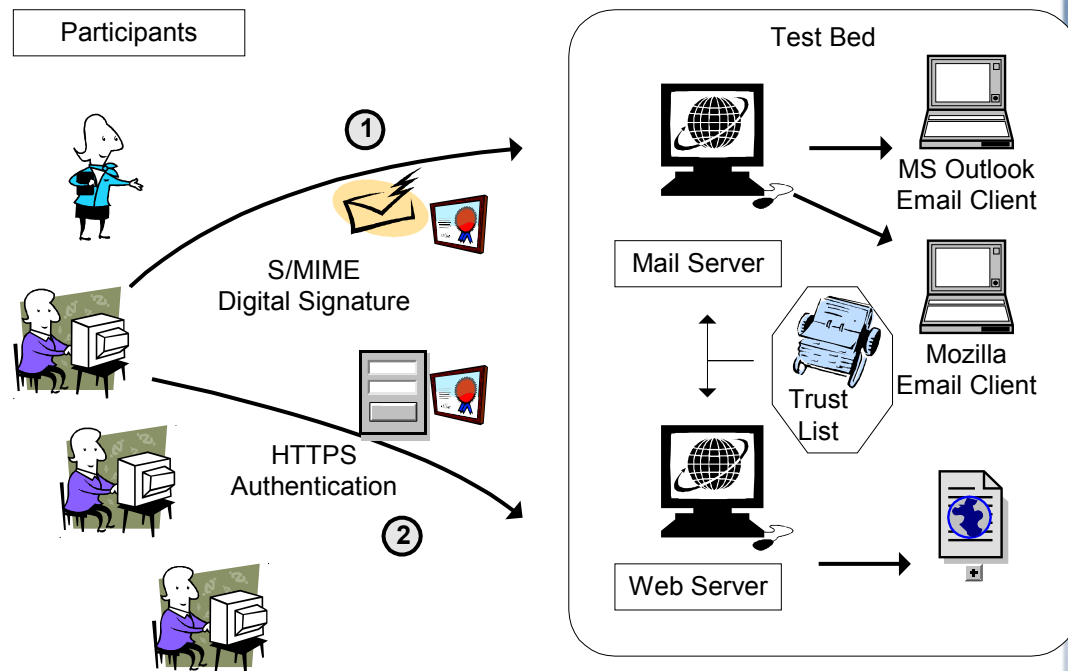 Participants
Test Bed
1
S/MIME
Digital Signature
HTTPS
Authentication
2
Mail Server
MS Outlook
Email Client
Mozilla
Email Client
Trust
List
Web Server